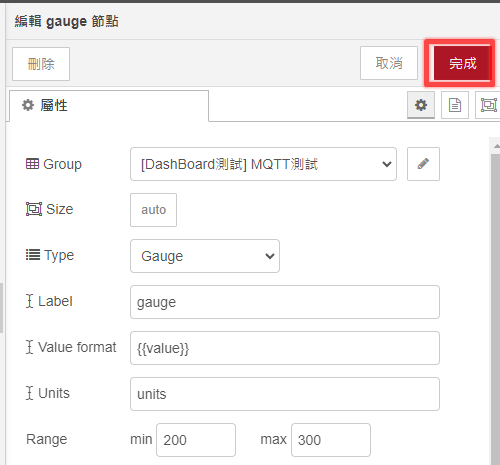 編輯 gauge 節點
刪除 取消 完成
屬性
Group [DashBoard測試] MQTT測試
Size auto
Type Gauge
Label gauge
Value format {{value}}
Units units
Range min 200 max 300